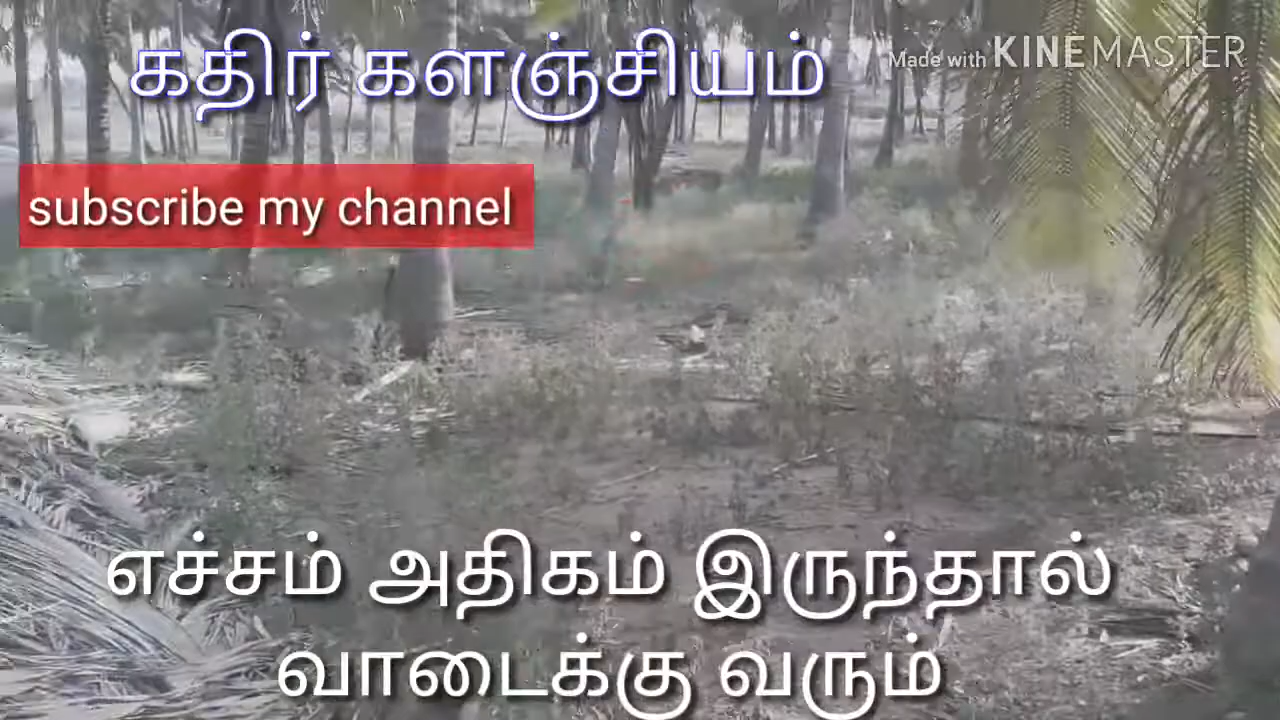 கதிர் களஞ்சியம்
Made with KINEMASTER
subscribe my channel
எச்சம் அதிகம் இருந்தால்
வாடைக்கு வரும்